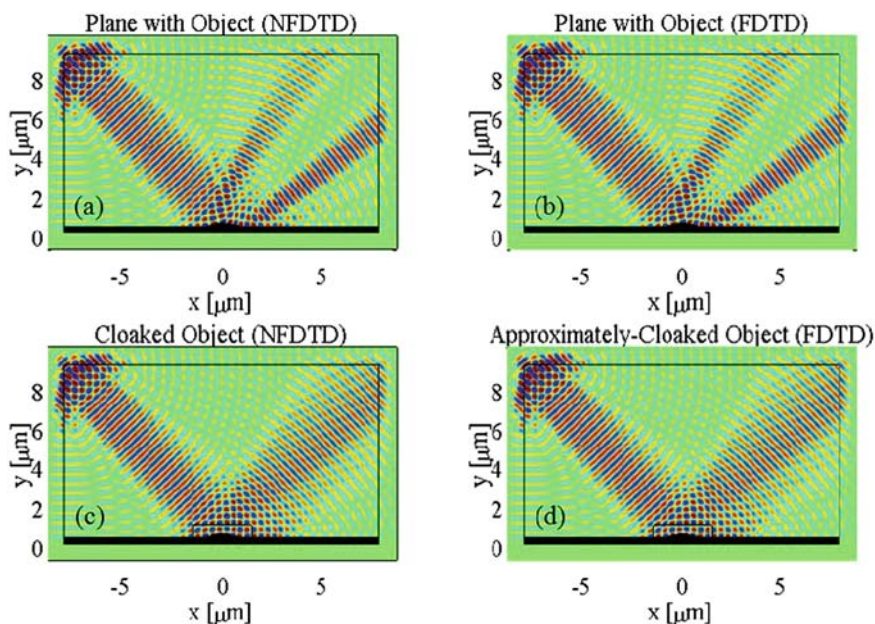 Plane with Object (NFDTD)
y [μm]
8
6
4
2
0
(a)
-5 0 5
x [μm]
Plane with Object (FDTD)
y [μm]
8
6
4
2
0
(b)
-5 0 5
x [μm]
Cloaked Object (NFDTD)
y [μm]
8
6
4
2
0
(c)
-5 0 5
x [μm]
Approximately-Cloaked Object (FDTD)
y [μm]
8
6
4
2
0
(d)
-5 0 5
x [μm]